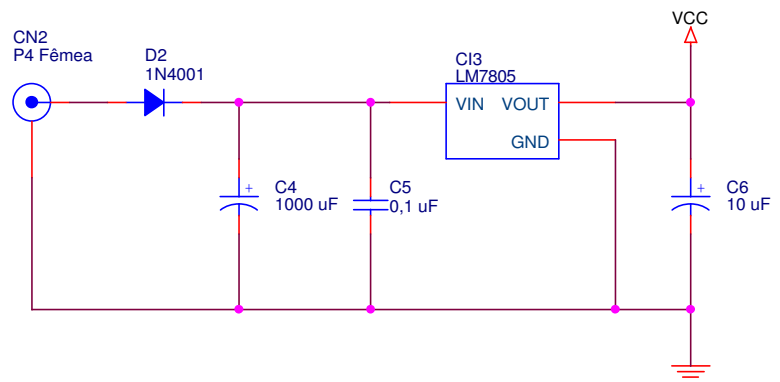 CN2
P4 Fêmea
D2
1N4001
CI3
LM7805
VIN
VOUT
GND
VCC
+
C4
1000 uF
C5
0,1 uF
+
C6
10 uF